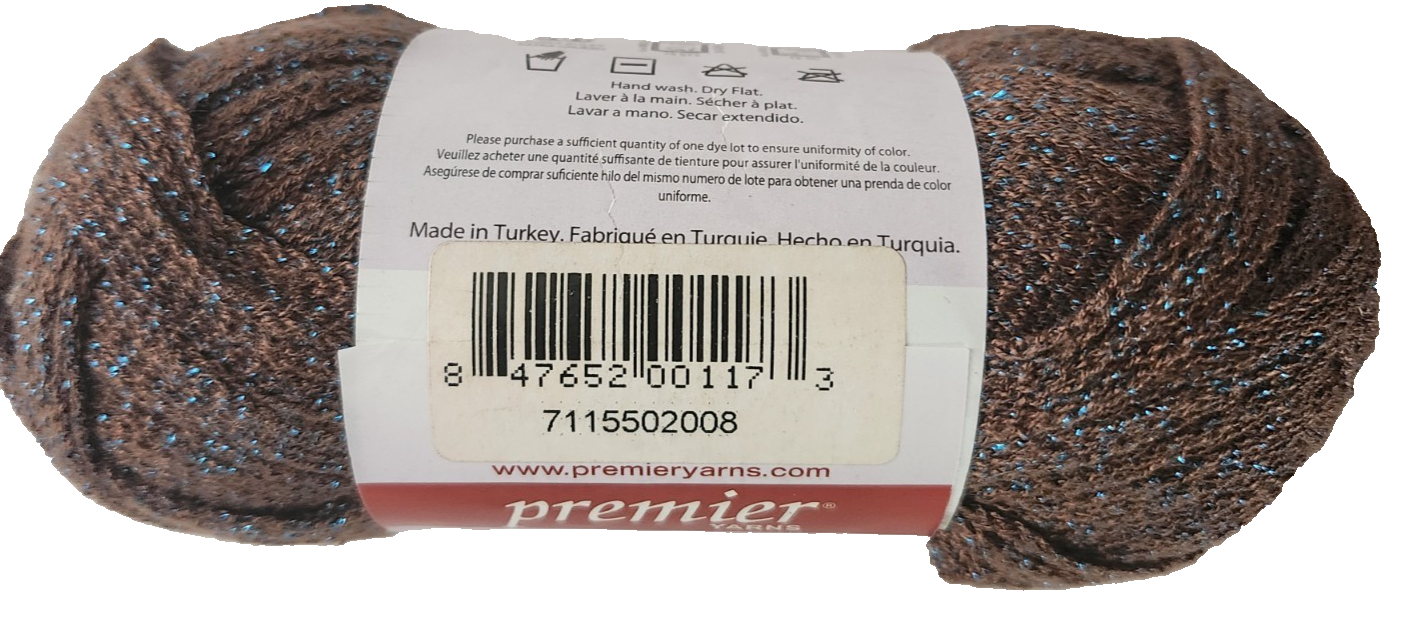 Hand wash. Dry Flat.
Laver à la main. Sécher à plat.
Lavar a mano. Secar extendido.
Please purchase a sufficient quantity of one dye lot to ensure uniformity of color.
Veuillez acheter une quantité suffisante de tienture pour assurer l'uniformité de la couleur.
Asegúrese de comprar suficiente hilo del mismo numero de lote para obtener una prenda de color
uniforme.
Made in Turkey. Fabriqué en Turquie. Hecho en Turquia.
8 47652 00117 3
7115502008
www.premieryarns.com
premier®
YARNS